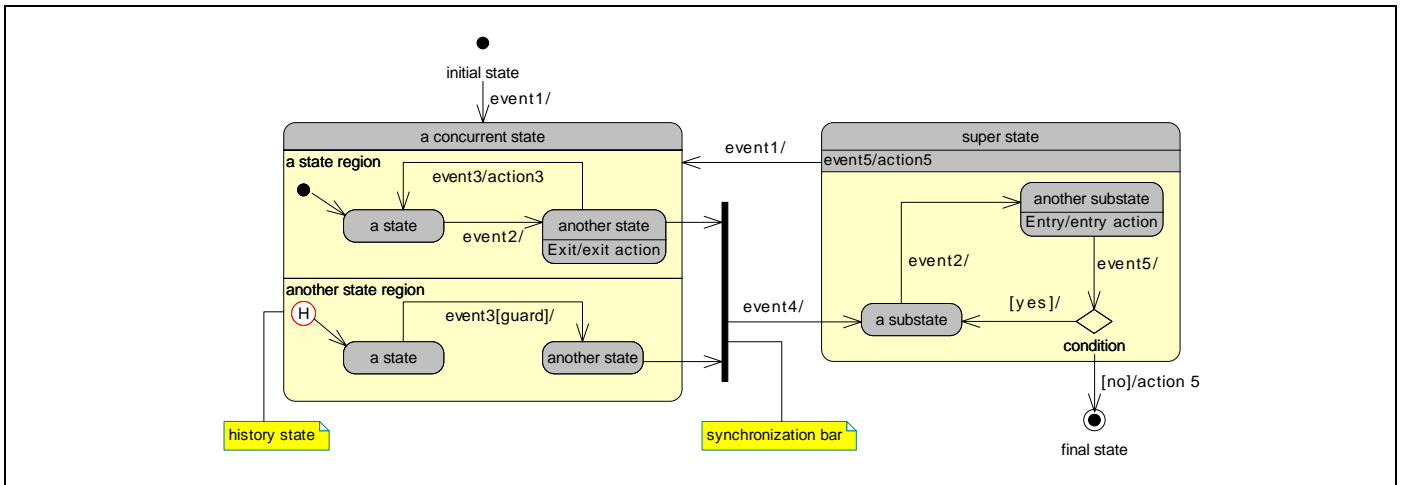 initial state
event1/
a concurrent state
a state region
event3/action3
a state
event2/
another state
Exit/exit action
another state region
H
event3[guard]/
a state
another state
history state
event1/
event4/
synchronization bar
super state
event5/action5
another substate
Entry/entry action
event2/
event5/
[yes]/
a substate
condition
[no]/action 5
final state